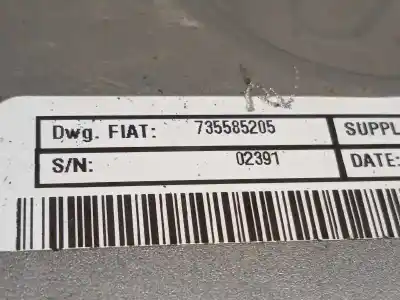 Dwg. FIAT: 735585205 SUPPL
S/N: 02391 DATE: